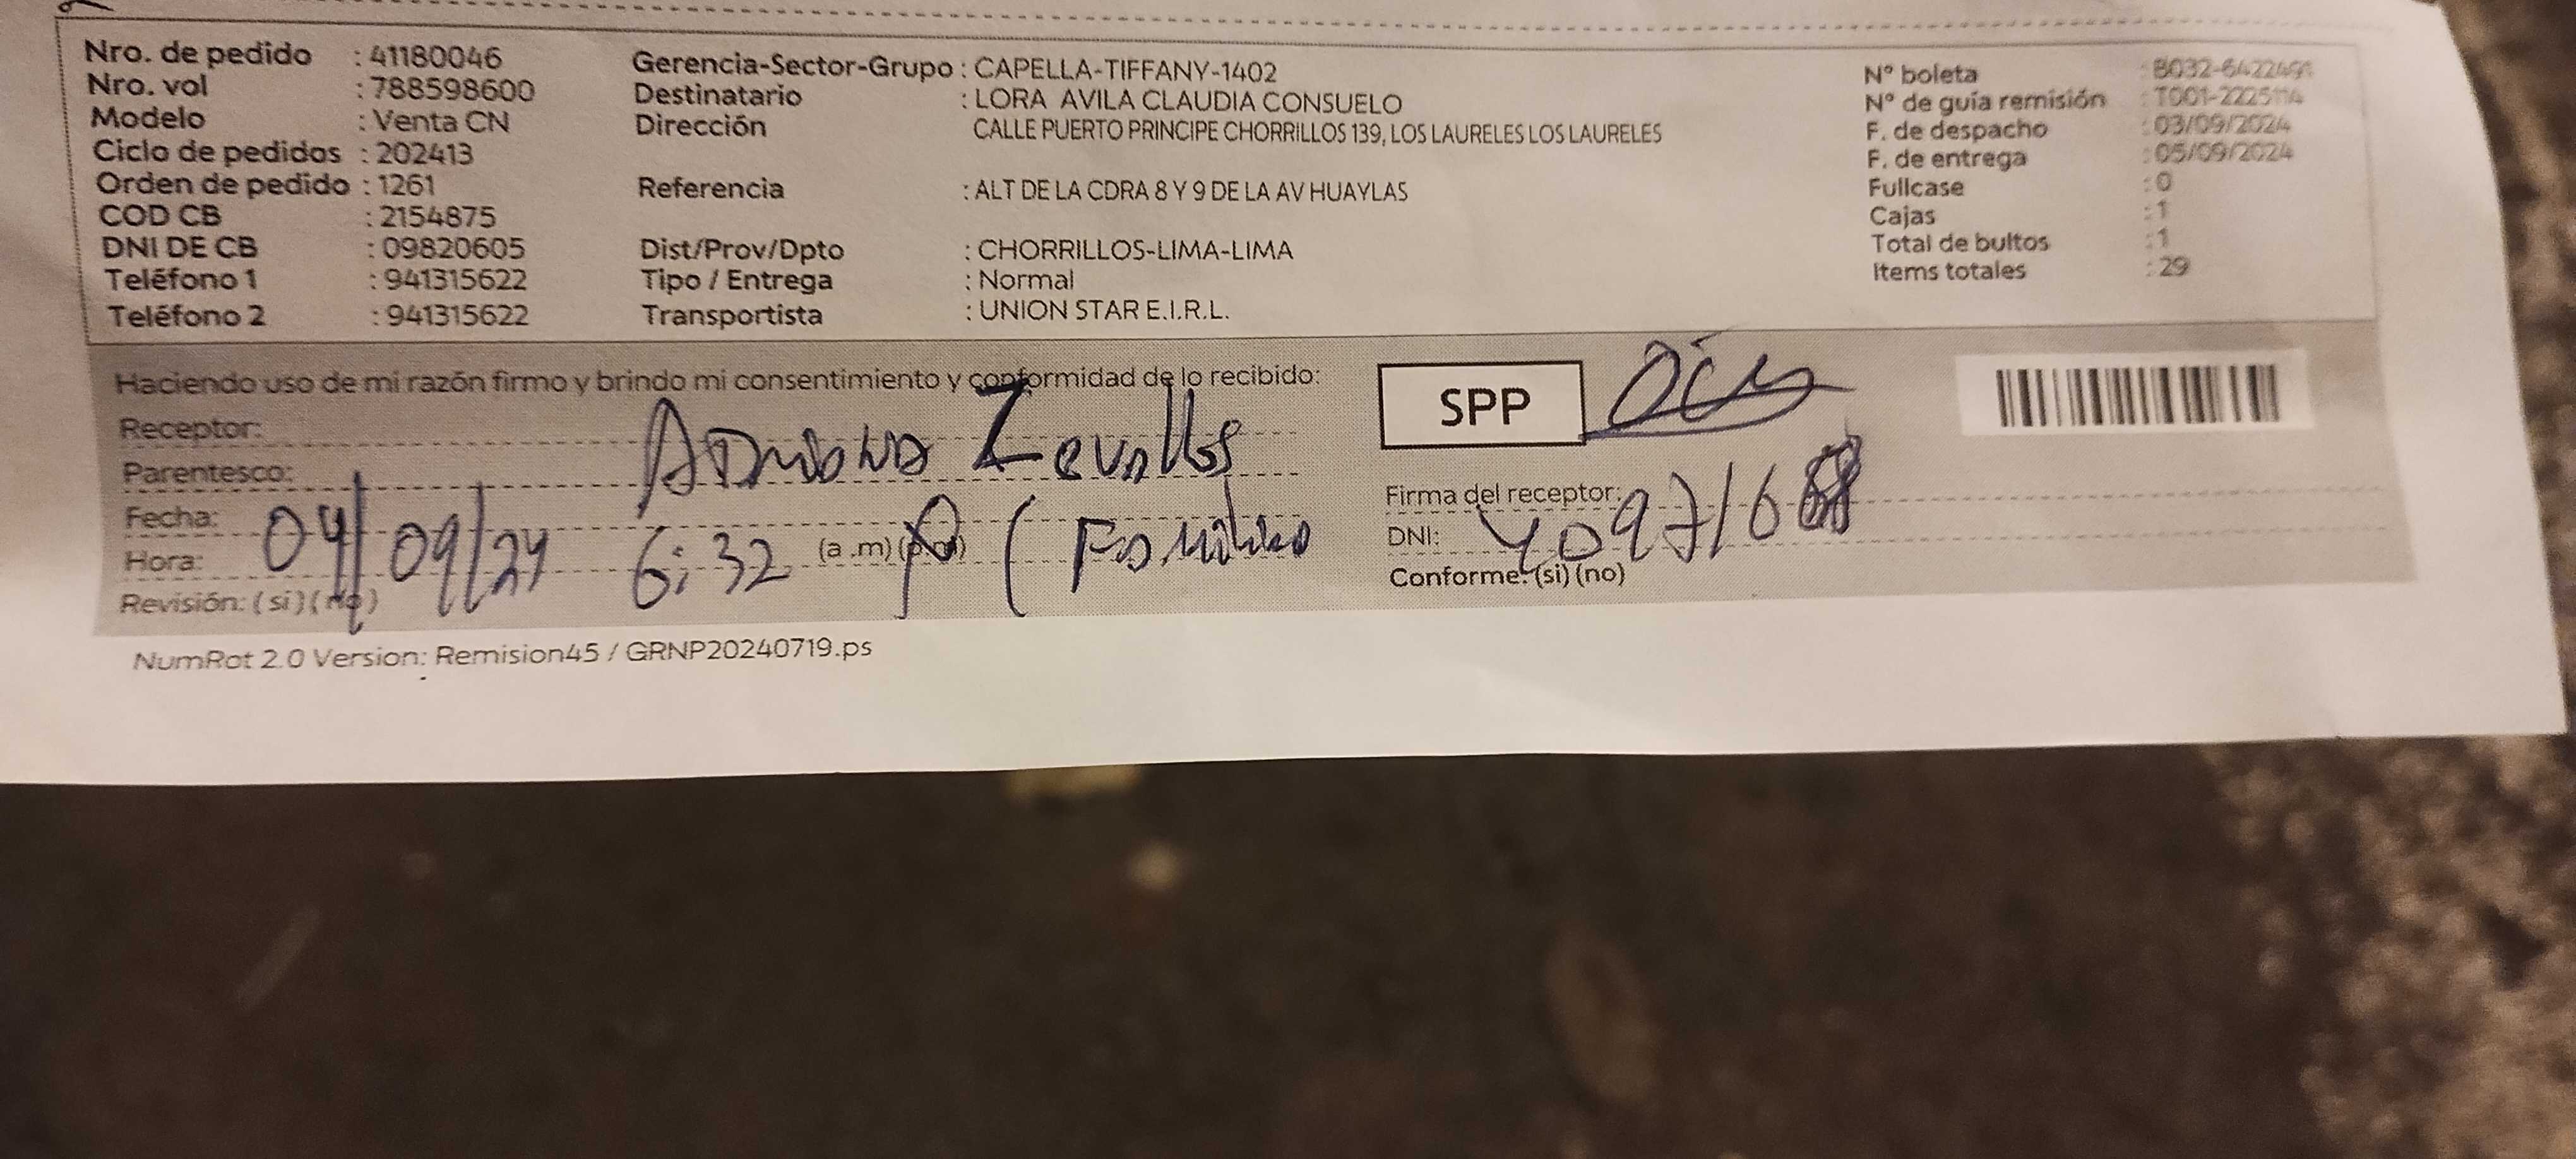 Nro. de pedido : 41180046
Nro. vol : 788598600
Modelo : Venta CN
Ciclo de pedidos : 202413
Orden de pedido : 1261
COD CB : 2154875
DNI DE CB : 09820605
Teléfono 1 : 941315622
Teléfono 2 : 941315622
Gerencia-Sector-Grupo : CAPELLA-TIFFANY-1402
Destinatario : LORA AVILA CLAUDIA CONSUELO
Dirección CALLE PUERTO PRINCIPE CHORRILLOS 139, LOS LAURELES LOS LAURELES
Referencia : ALT DE LA CDRA 8 Y 9 DE LA AV HUAYLAS
Dist/Prov/Dpto : CHORRILLOS-LIMA-LIMA
Tipo / Entrega : Normal
Transportista : UNION STAR E.I.R.L.
N° boleta
N° de guía remisión : T001-2225114
F. de despacho : 03/09/2024
F. de entrega : 05/09/2024
Fullcase : 0
Cajas : 1
Total de bultos : 1
Items totales : 29
Haciendo uso de mi razón firmo y brindo mi consentimiento y conformidad de lo recibido:
Receptor: Adriana Zevallos
Parentesco:
Fecha: 04/09/24
Hora: 6:32 (a .m) (p.m) (Familiar
Revisión: (si) (no)
SPP
Firma del receptor:
DNI:
Conforme: (si) (no)
NumRot 2.0 Version: Remision45 / GRNP20240719.ps